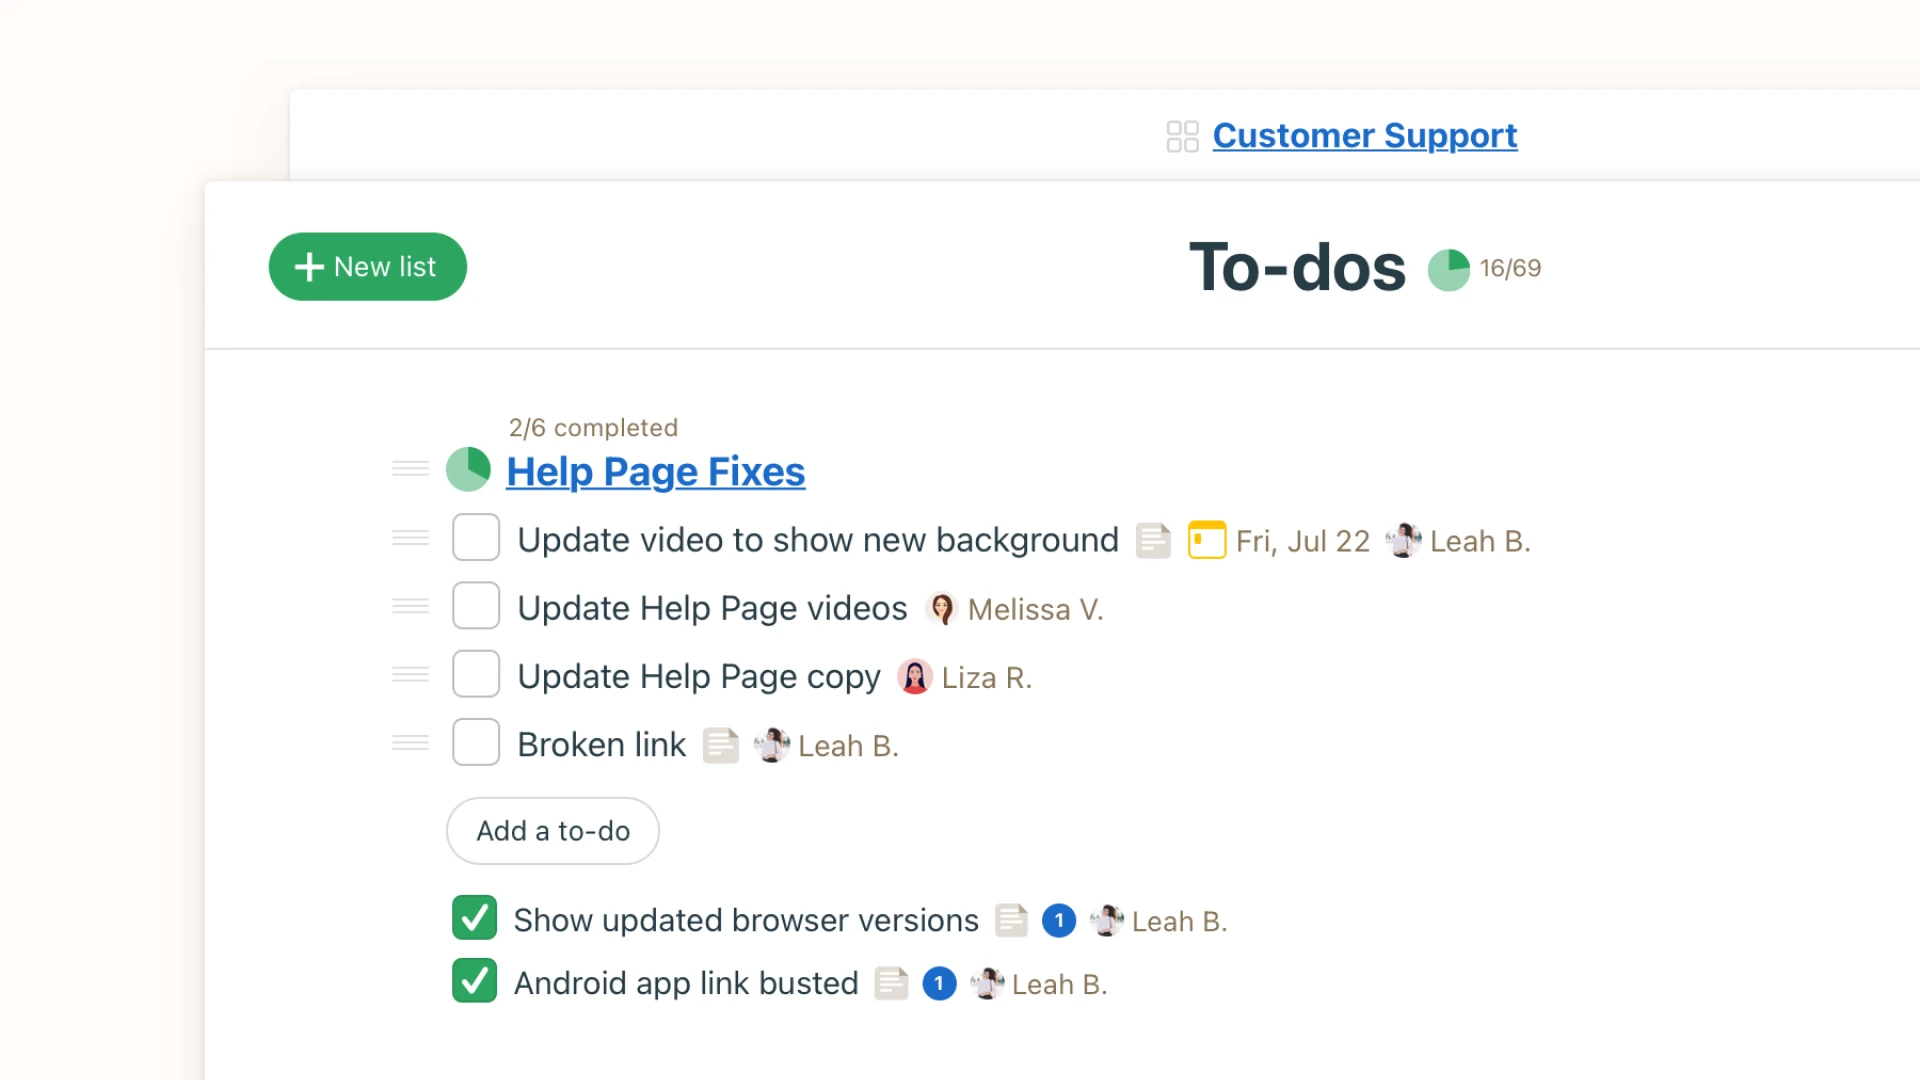 Customer Support
New list
To-dos 16/69
2/6 completed
Help Page Fixes
Update video to show new background Fri, Jul 22 Leah B.
Update Help Page videos Melissa V.
Update Help Page copy Liza R.
Broken link Leah B.
Add a to-do
Show updated browser versions 1 Leah B.
Android app link busted 1 Leah B.